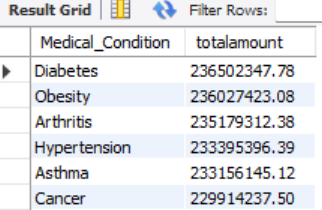 Result Grid Filter Rows:
Medical_Condition totalamount
Diabetes 236502347.78
Obesity 236027423.08
Arthritis 235179312.38
Hypertension 233395396.39
Asthma 233156145.12
Cancer 229914237.50